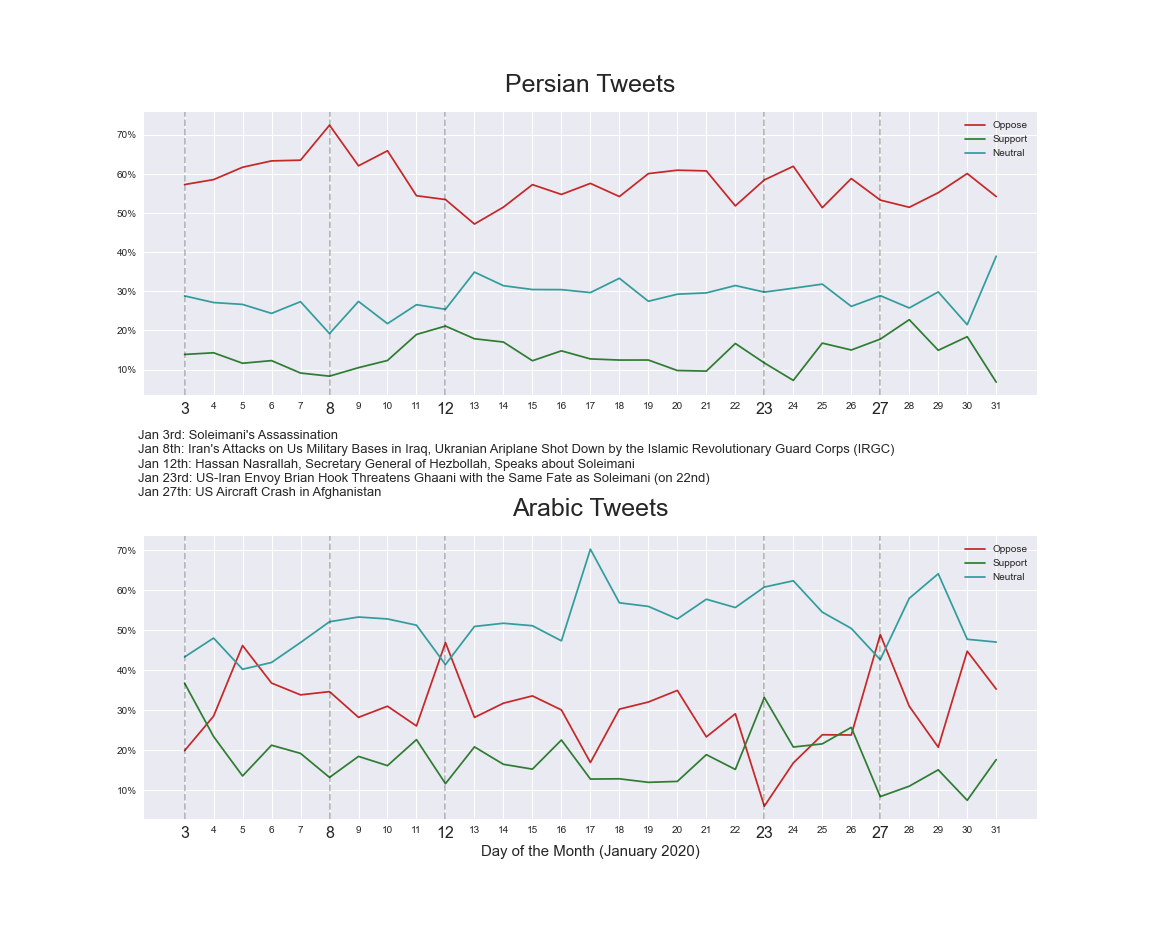 Persian Tweets
70%
60%
50%
40%
30%
20%
10%
Oppose
Support
Neutral
3 4 5 6 7 8 9 10 11 12 13 14 15 16 17 18 19 20 21 22 23 24 25 26 27 28 29 30 31
Jan 3rd: Soleimani's Assassination
Jan 8th: Iran's Attacks on Us Military Bases in Iraq, Ukranian Ariplane Shot Down by the Islamic Revolutionary Guard Corps (IRGC)
Jan 12th: Hassan Nasrallah, Secretary General of Hezbollah, Speaks about Soleimani
Jan 23rd: US-Iran Envoy Brian Hook Threatens Ghaani with the Same Fate as Soleimani (on 22nd)
Jan 27th: US Aircraft Crash in Afghanistan
Arabic Tweets
70%
60%
50%
40%
30%
20%
10%
Oppose
Support
Neutral
3 4 5 6 7 8 9 10 11 12 13 14 15 16 17 18 19 20 21 22 23 24 25 26 27 28 29 30 31
Day of the Month (January 2020)